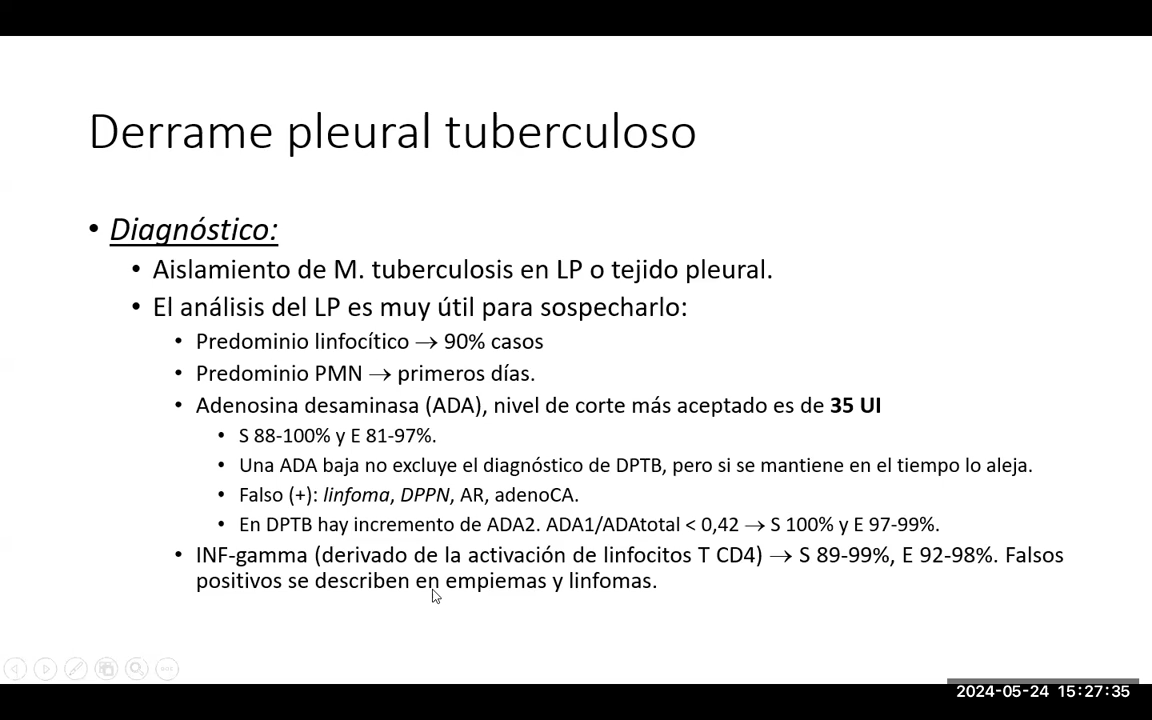 Derrame pleural tuberculoso
• Diagnóstico:
• Aislamiento de M. tuberculosis en LP o tejido pleural.
• El análisis del LP es muy útil para sospecharlo:
• Predominio linfocítico → 90% casos
• Predominio PMN → primeros días.
• Adenosina desaminasa (ADA), nivel de corte más aceptado es de 35 UI
• S 88-100% y E 81-97%.
• Una ADA baja no excluye el diagnóstico de DPTB, pero si se mantiene en el tiempo lo aleja.
• Falso (+): linfoma, DPPN, AR, adenoCA.
• En DPTB hay incremento de ADA2. ADA1/ADAtotal < 0,42 → S 100% y E 97-99%.
• INF-gamma (derivado de la activación de linfocitos T CD4) → S 89-99%, E 92-98%. Falsos
positivos se describen en empiemas y linfomas.
2024-05-24 15:27:35